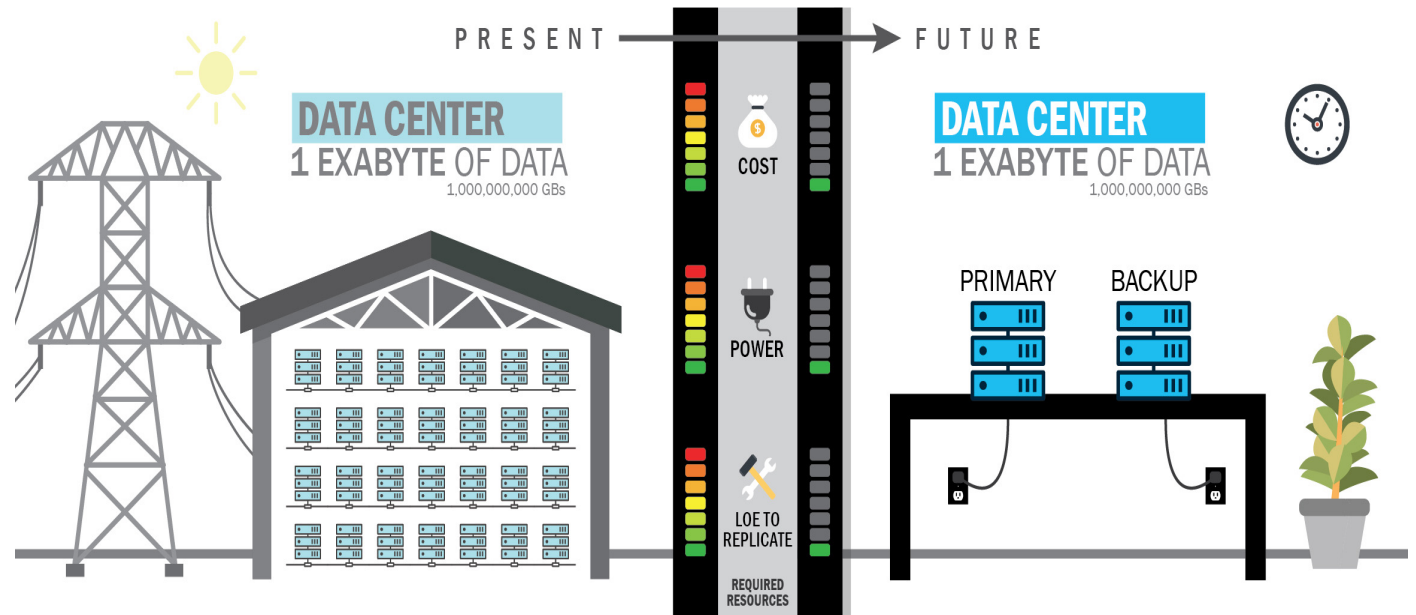 PRESENT
FUTURE
DATA CENTER
1 EXABYTE OF DATA
1,000,000,000 GBs
$
COST
POWER
LOE TO
REPLICATE
REQUIRED
RESOURCES
DATA CENTER
1 EXABYTE OF DATA
1,000,000,000 GBs
PRIMARY
BACKUP